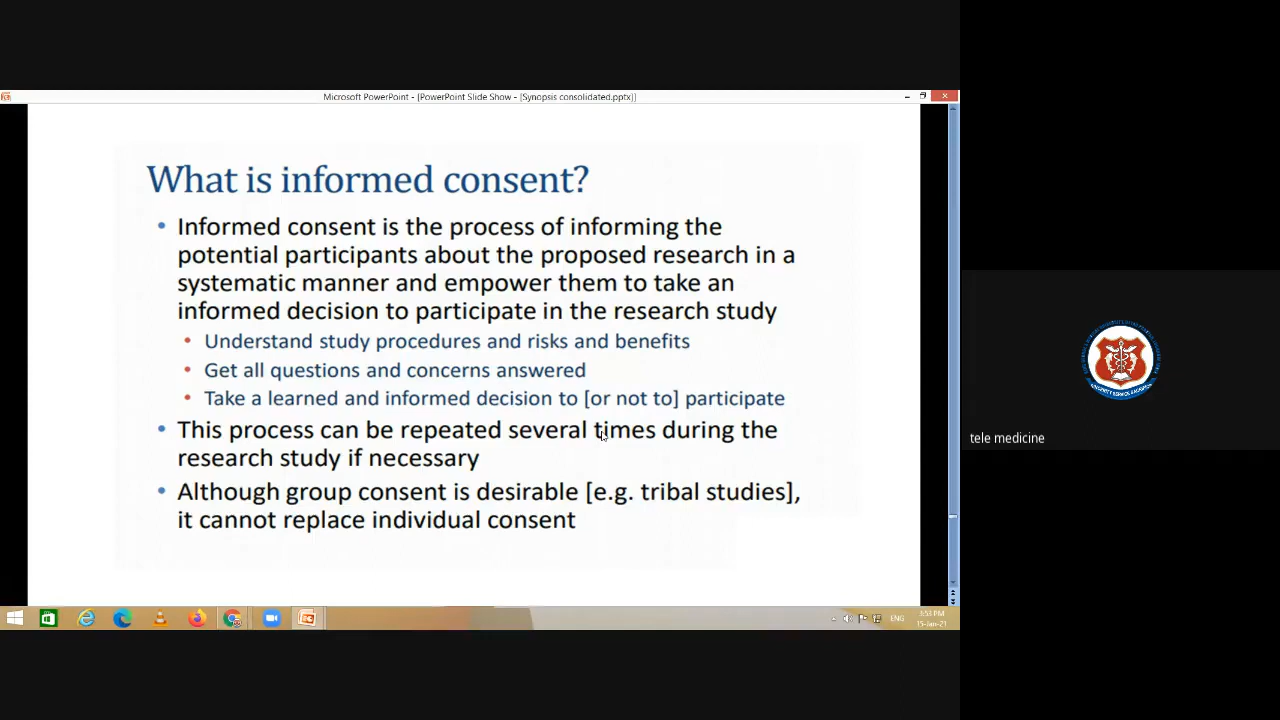 Microsoft PowerPoint - [PowerPoint Slide Show - [Synopsis consolidated.pptx]]
What is informed consent?
• Informed consent is the process of informing the
potential participants about the proposed research in a
systematic manner and empower them to take an
informed decision to participate in the research study
• Understand study procedures and risks and benefits
• Get all questions and concerns answered
• Take a learned and informed decision to [or not to] participate
• This process can be repeated several times during the
research study if necessary
• Although group consent is desirable [e.g. tribal studies],
it cannot replace individual consent
tele medicine
ENG
15-Jan-21